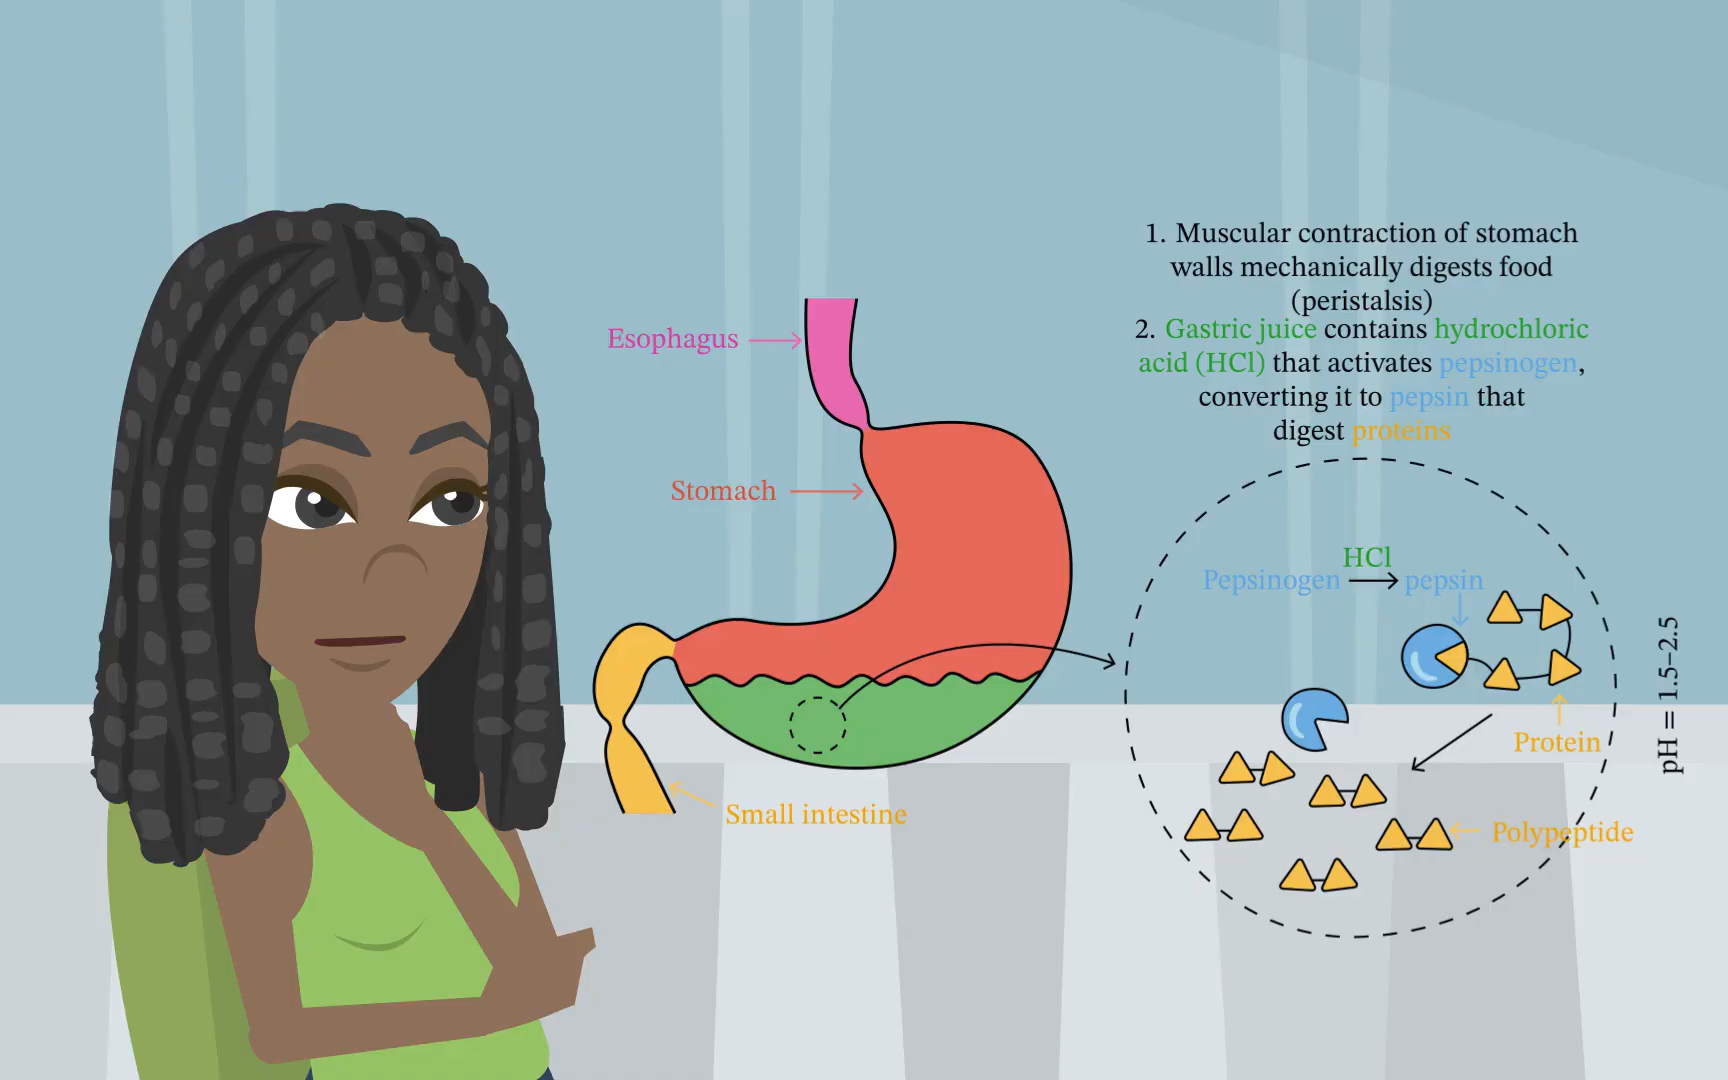 1. Muscular contraction of stomach
walls mechanically digests food
(peristalsis)
2. Gastric juice contains hydrochloric
acid (HCl) that activates pepsinogen,
converting it to pepsin that
digest proteins
Esophagus
Stomach
Small intestine
HCl
Pepsinogen
pepsin
Protein
Polypeptide
pH = 1.5–2.5